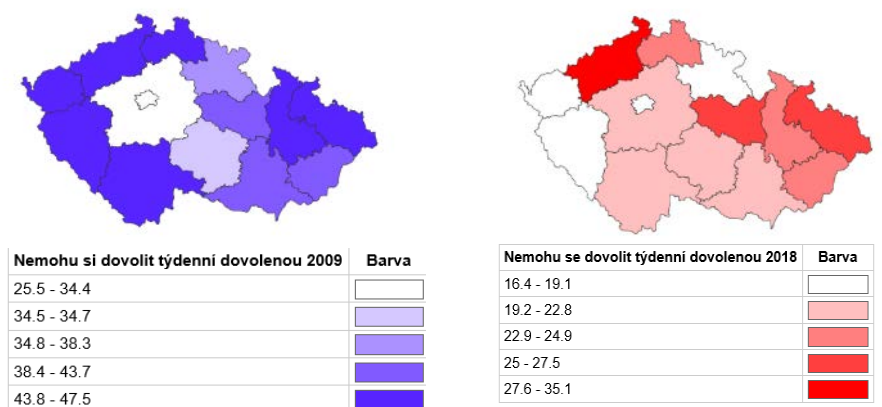 Nemohu si dovolit týdenní dovolenou 2009 Barva
25.5 - 34.4
34.5 - 34.7
34.8 - 38.3
38.4 - 43.7
43.8 - 47.5
Nemohu se dovolit týdenní dovolenou 2018 Barva
16.4 - 19.1
19.2 - 22.8
22.9 - 24.9
25 - 27.5
27.6 - 35.1